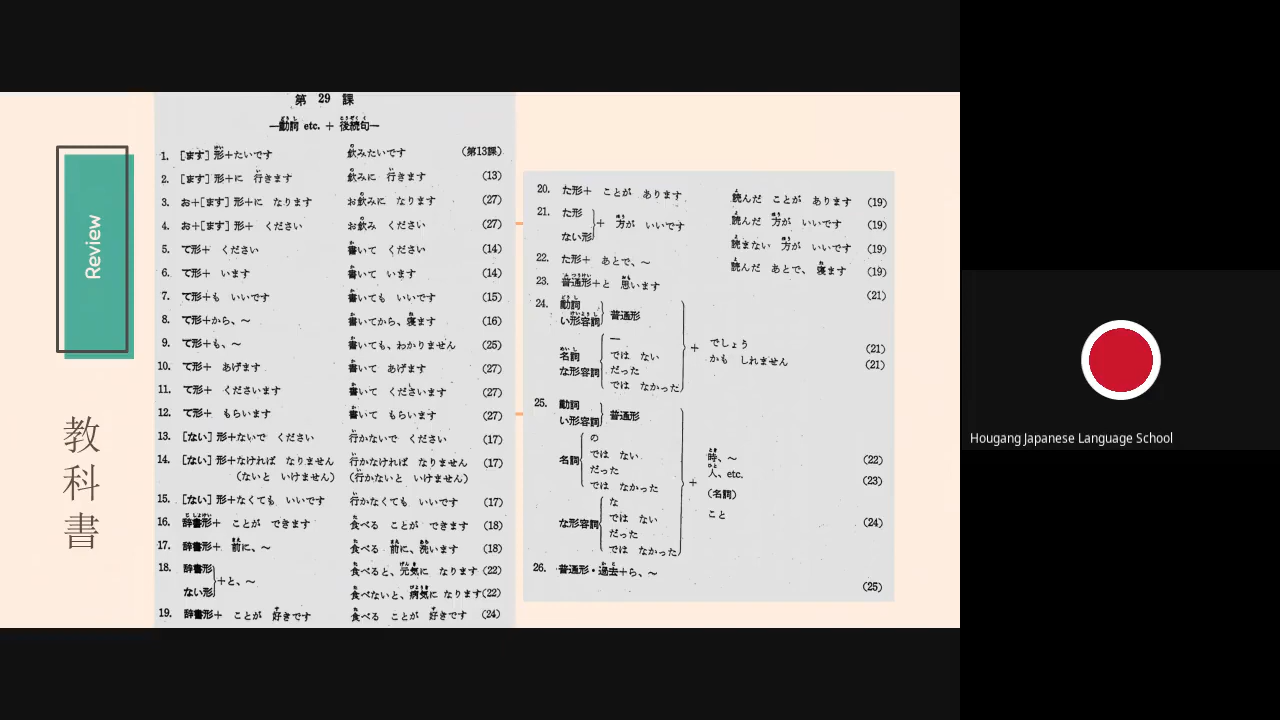 Review
教科書
第 29 課
―動詞 etc. + 後続句―
1. [ます]形+たいです 飲みたいです (第13課)
2. [ます]形+に 行きます 飲みに 行きます (13)
3. お+[ます]形+に なります お飲みに なります (27)
4. お+[ます]形+ ください お飲み ください (27)
5. て形+ ください 書いて ください (14)
6. て形+ います 書いて います (14)
7. て形+も いいです 書いても いいです (15)
8. て形+から、~ 書いてから、寝ます (16)
9. て形+も、~ 書いても、わかりません (25)
10. て形+ あげます 書いて あげます (27)
11. て形+ くださいます 書いて くださいます (27)
12. て形+ もらいます 書いて もらいます (27)
13. [ない]形+ないで ください 行かないで ください (17)
14. [ない]形+なければ なりません 行かなければ なりません (17)
(ないと いけません) (行かないと いけません)
15. [ない]形+なくても いいです 行かなくても いいです (17)
16. 辞書形+ ことが できます 食べる ことが できます (18)
17. 辞書形+ 前に、~ 食べる 前に、洗います (18)
18. 辞書形 食べると、元気に なります (22)
+と、~
ない形 食べないと、病気に なります (22)
19. 辞書形+ ことが 好きです 食べる ことが 好きです (24)
20. た形+ ことが あります 読んだ ことが あります (19)
21. た形 読んだ 方が いいです (19)
+ 方が いいです
ない形 読まない 方が いいです (19)
22. た形+ あとで、~ 読んだ あとで、寝ます (19)
23. 普通形+と 思います (21)
24. 動詞
い形容詞 普通形
名詞
な形容詞
―
では ない
だった
では なかった
+ でしょう (21)
かも しれません (21)
25. 動詞
い形容詞 普通形
名詞
の
では ない
だった
では なかった
な形容詞
な
では ない
だった
では なかった
+
時、~ (22)
人、etc. (23)
(名詞)
こと (24)
26. 普通形・過去+ら、~ (25)
Hougang Japanese Language School